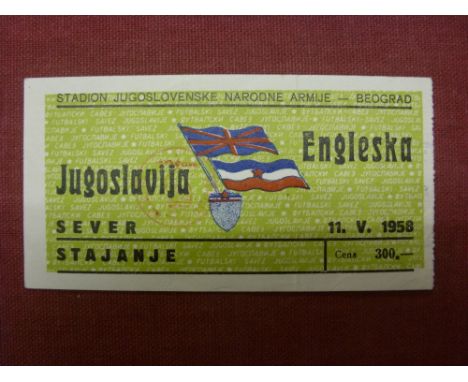 STADION JUGOSLOVENSKE NARODNE ARMIJE — BEOGRAD
Engleska
Jugoslavija
SEVER 11. V. 1958
STAJANJE Cena 300.—